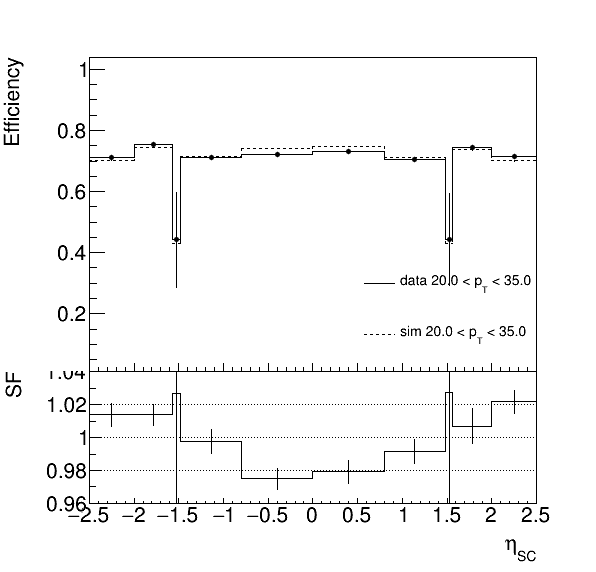 Efficiency
1
0.8
0.6
0.4
0.2
data 20.0 < p_T < 35.0
sim 20.0 < p_T < 35.0
SF
1.04
1.02
1
0.98
0.96
−2.5 −2 −1.5 −1 −0.5 0 0.5 1 1.5 2 2.5
η_SC